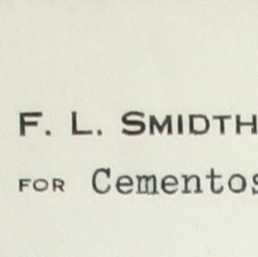 F. L. SMIDTH
FOR Cementos